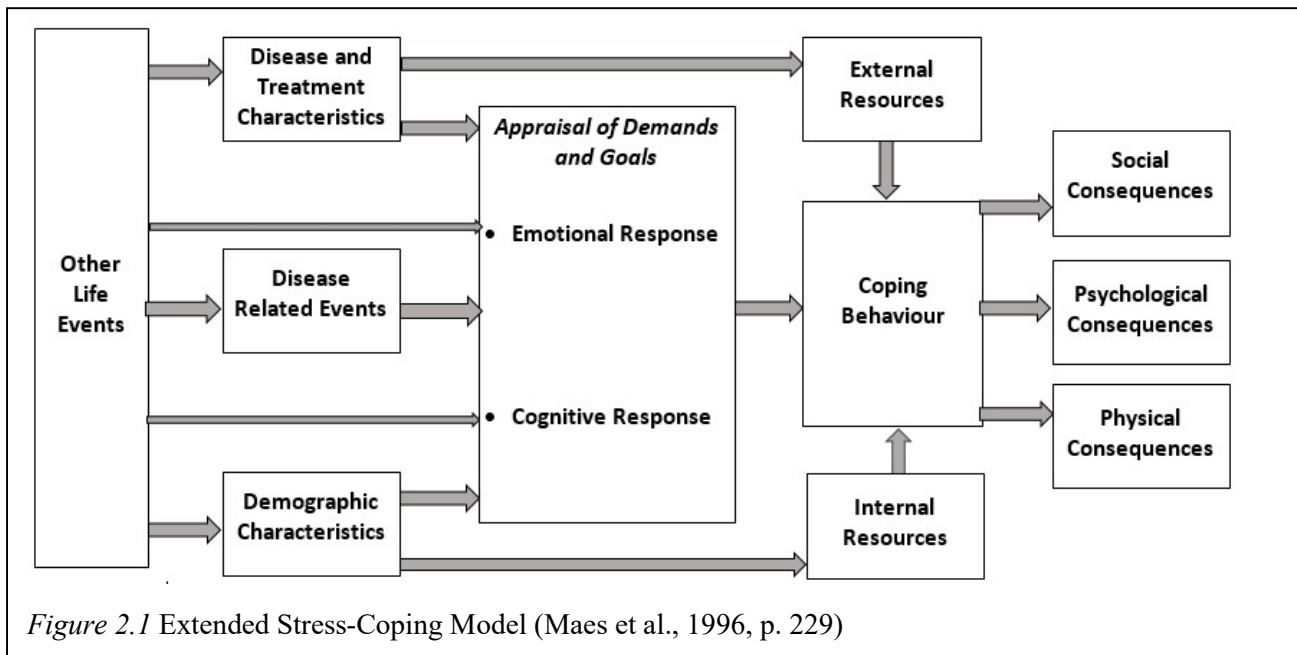 Disease and
Treatment
Characteristics
External
Resources
Appraisal of Demands
and Goals
Social
Consequences
• Emotional Response
Other
Life
Events
Disease
Related Events
Coping
Behaviour
Psychological
Consequences
• Cognitive Response
Physical
Consequences
Demographic
Characteristics
Internal
Resources
Figure 2.1 Extended Stress-Coping Model (Maes et al., 1996, p. 229)